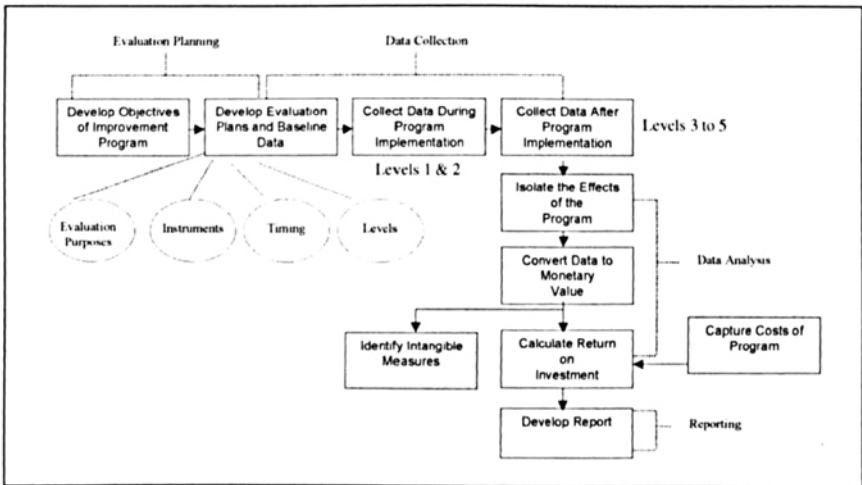 Evaluation Planning
Data Collection
Develop Objectives
of Improvement
Program
Develop Evaluation
Plans and Baseline
Data
Collect Data During
Program
Implementation
Collect Data After
Program
Implementation
Levels 3 to 5
Levels 1 & 2
Evaluation
Purposes
Instruments
Timing
Levels
Isolate the Effects
of the
Program
Convert Data to
Monetary
Value
Data Analysis
Identify Intangible
Measures
Calculate Return
on
Investment
Capture Costs of
Program
Develop Report
Reporting